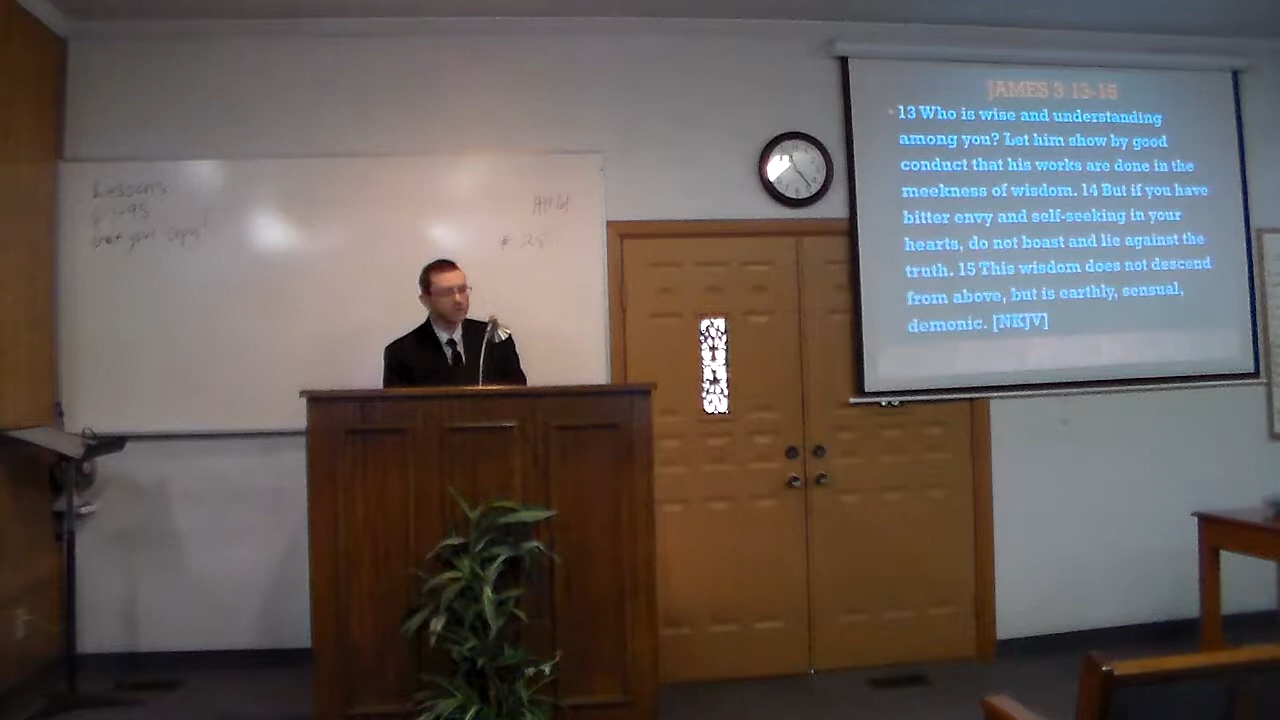 Lessons
JAMES 3 13-15
13 Who is wise and understanding
among you? Let him show by good
conduct that his works are done in the
meekness of wisdom. 14 But if you have
bitter envy and self-seeking in your
hearts, do not boast and lie against the
truth. 15 This wisdom does not descend
from above, but is earthly, sensual,
demonic. [NKJV]